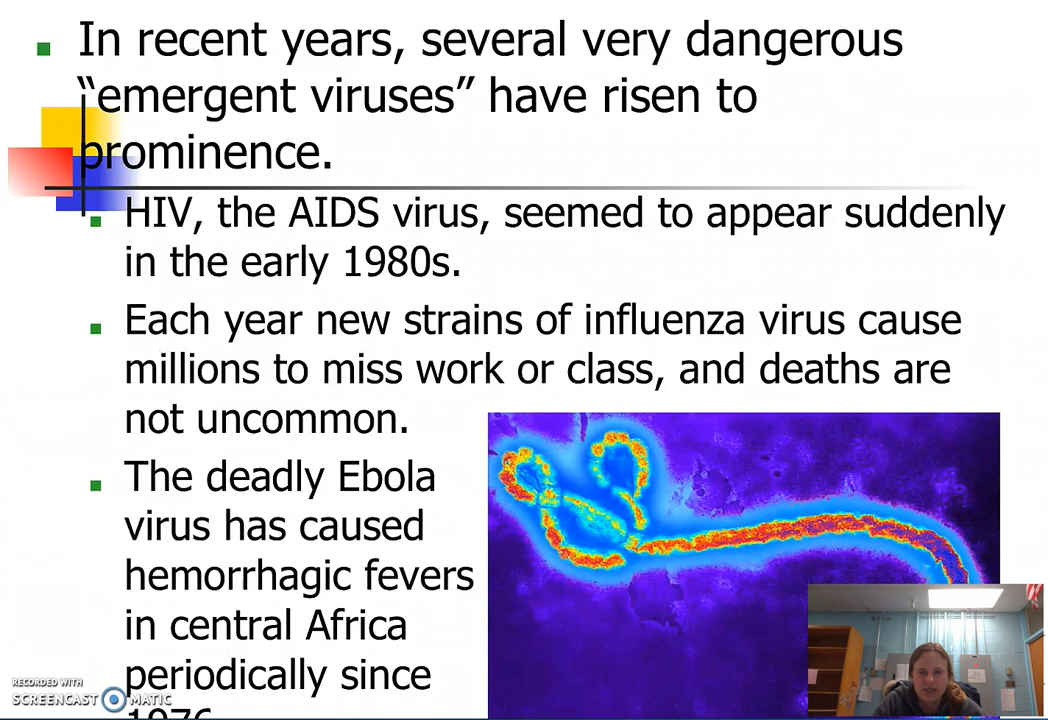 In recent years, several very dangerous
“emergent viruses” have risen to
prominence.
HIV, the AIDS virus, seemed to appear suddenly
in the early 1980s.
Each year new strains of influenza virus cause
millions to miss work or class, and deaths are
not uncommon.
The deadly Ebola
virus has caused
hemorrhagic fevers
in central Africa
periodically since
1976
RECORDED WITH
SCREENCAST MATIC